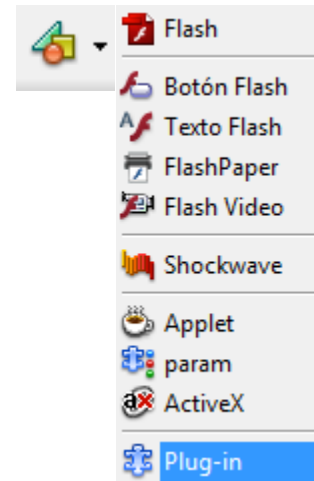 Flash
Botón Flash
Texto Flash
FlashPaper
Flash Video
Shockwave
Applet
param
ActiveX
Plug-in